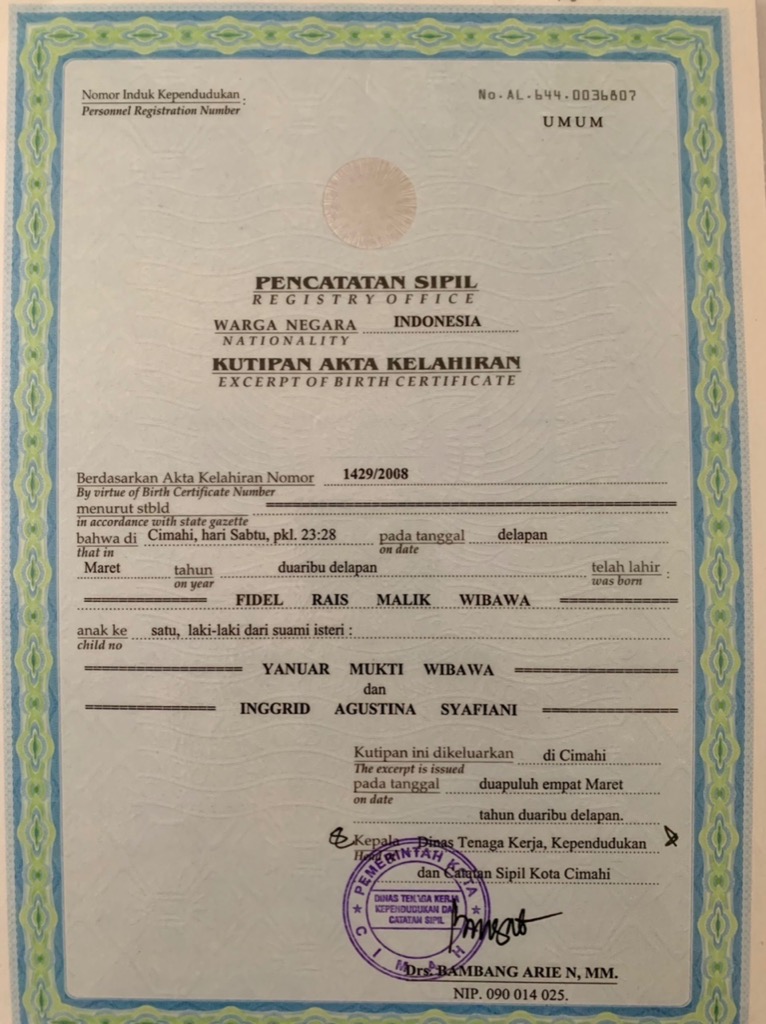 Nomor Induk Kependudukan :
Personnel Registration Number
No. AL. 644.0036807
UMUM
PENCATATAN SIPIL
REGISTRY OFFICE
WARGA NEGARA INDONESIA
NATIONALITY
KUTIPAN AKTA KELAHIRAN
EXCERPT OF BIRTH CERTIFICATE
Berdasarkan Akta Kelahiran Nomor 1429/2008
By virtue of Birth Certificate Number
menurut stbld
in accordance with state gazette
bahwa di Cimahi, hari Sabtu, pkl. 23:28 pada tanggal delapan
that in on date
Maret tahun duaribu delapan telah lahir :
on year was born
FIDEL RAIS MALIK WIBAWA
anak ke satu, laki-laki dari suami isteri :
child no
YANUAR MUKTI WIBAWA
dan
INGGRID AGUSTINA SYAFIANI
Kutipan ini dikeluarkan di Cimahi
The excerpt is issued
pada tanggal duapuluh empat Maret
on date
tahun duaribu delapan.
Kepala Dinas Tenaga Kerja, Kependudukan
dan Catatan Sipil Kota Cimahi
PEMERINTAH KOTA
DINAS TENAGA KERJA
KEPENDUDUKAN DAN
CATATAN SIPIL
CIMAHI
Drs. BAMBANG ARIE N, MM.
NIP. 090 014 025.